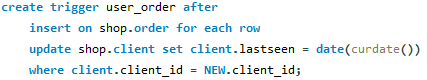 create trigger user_order after
insert on shop.order for each row
update shop.client set client.lastseen = date(curdate())
where client.client_id = NEW.client_id;